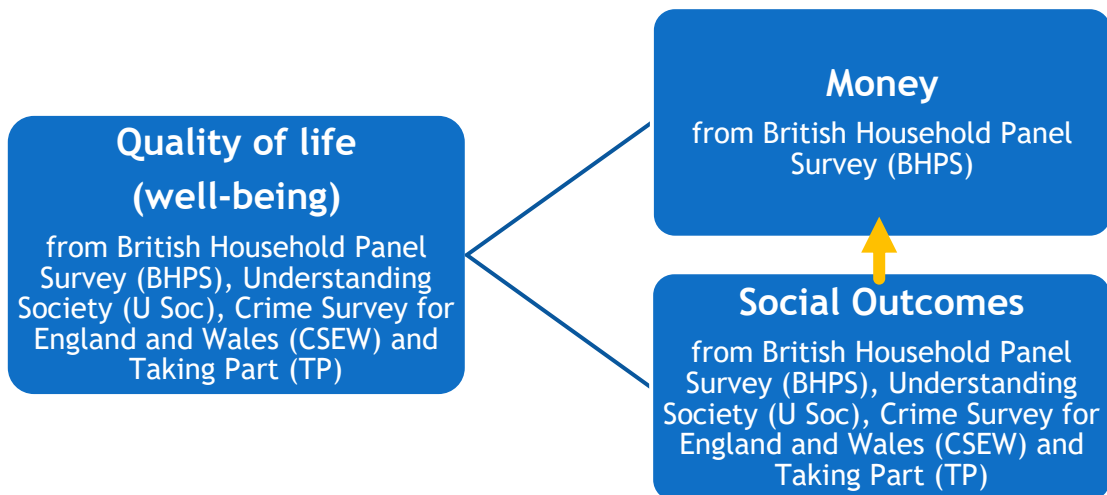 Quality of life
(well-being)
from British Household Panel
Survey (BHPS), Understanding
Society (U Soc), Crime Survey for
England and Wales (CSEW) and
Taking Part (TP)
Money
from British Household Panel
Survey (BHPS)
Social Outcomes
from British Household Panel
Survey (BHPS), Understanding
Society (U Soc), Crime Survey for
England and Wales (CSEW) and
Taking Part (TP)